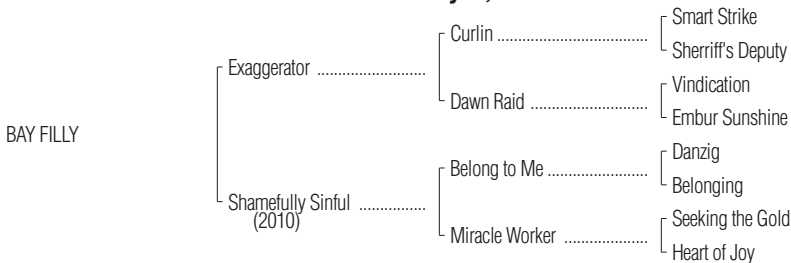 Smart Strike
Curlin ..........................................
Sherriff's Deputy
Exaggerator ..............................
Vindication
Dawn Raid ................................
Embur Sunshine
BAY FILLY
Danzig
Belong to Me ...........................
Belonging
Shamefully Sinful ..................
(2010)
Seeking the Gold
Miracle Worker .......................
Heart of Joy